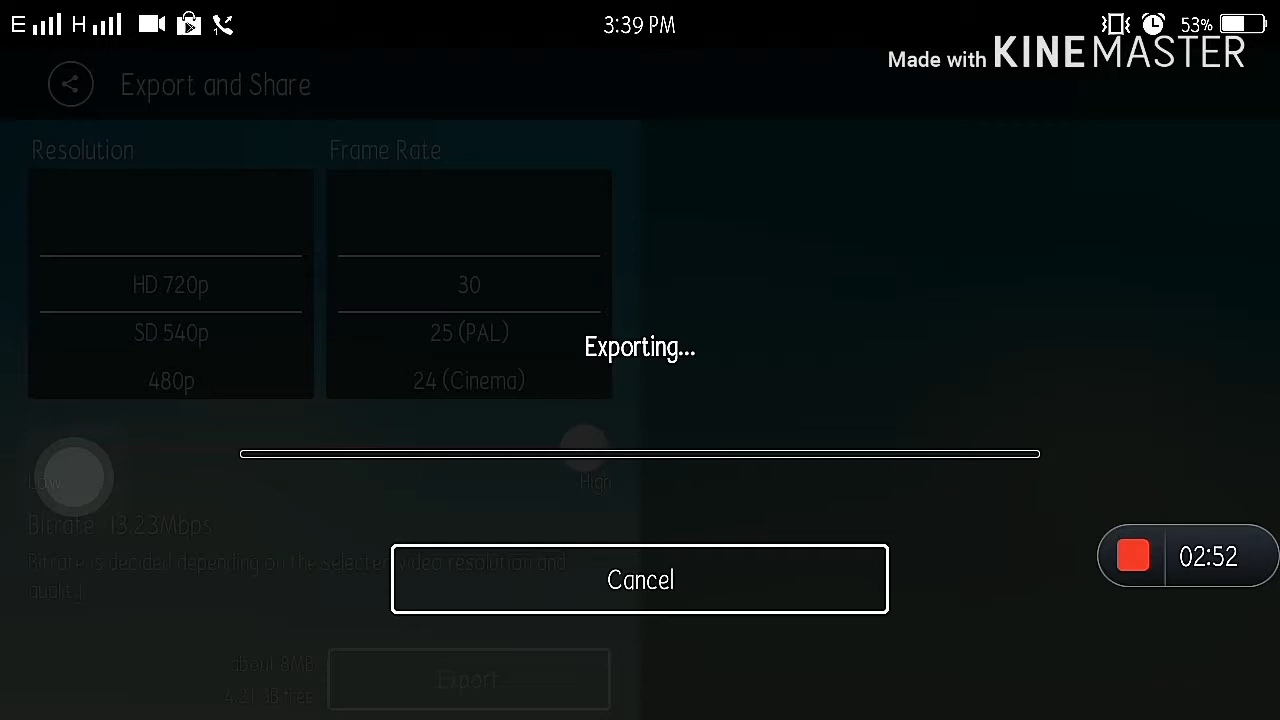 E H 3:39 PM 53%
Made with KINEMASTER
Export and Share
Resolution Frame Rate
HD 720p 30
SD 540p 25 (PAL)
480p 24 (Cinema)
Exporting...
Low High
Bitrate 13.23Mbps
Bitrate is decided depending on the selected video resolution and
quality
02:52
Cancel
about 8MB
Export